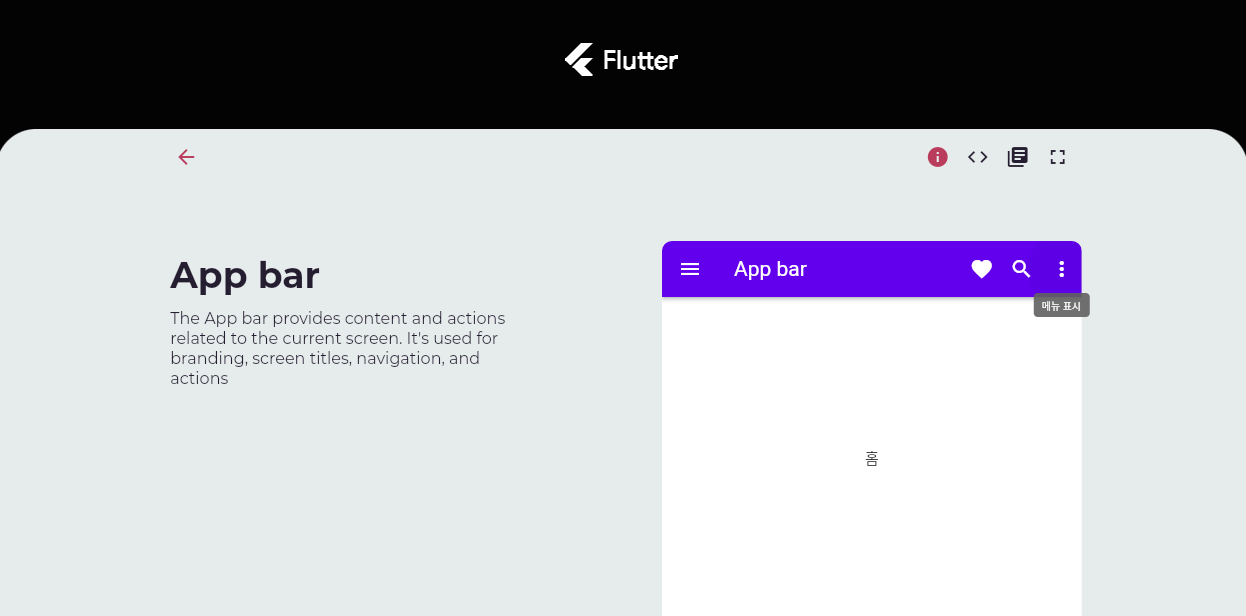 Flutter
App bar
The App bar provides content and actions
related to the current screen. It's used for
branding, screen titles, navigation, and
actions
App bar
메뉴 표시
홈